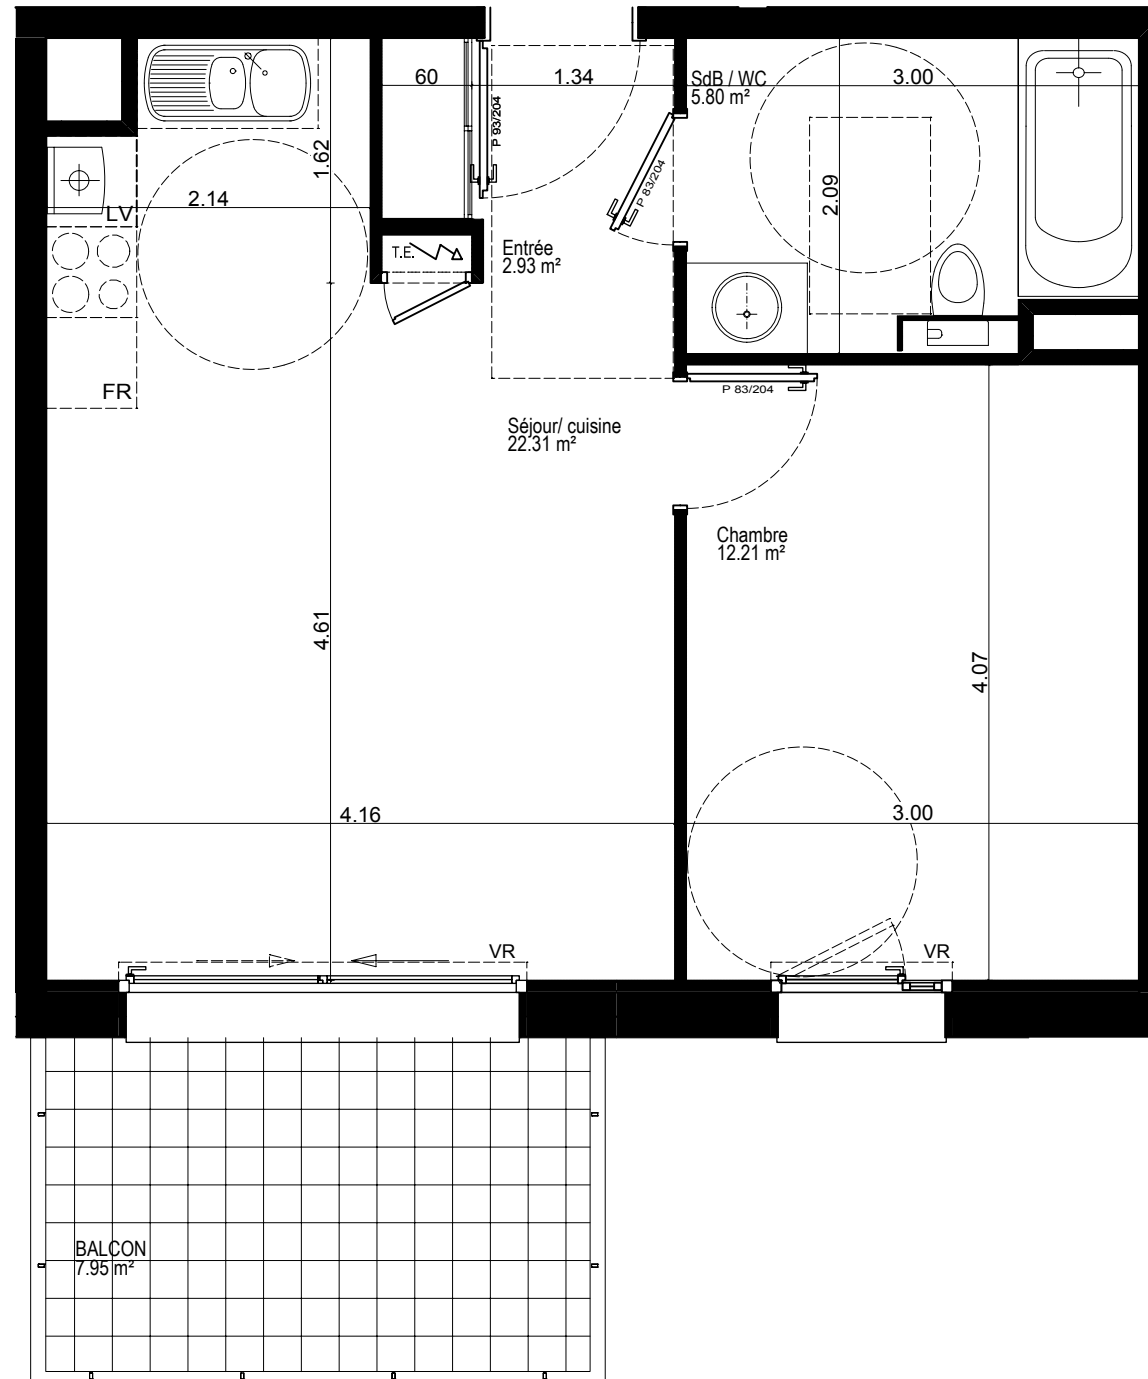 60
1.34
SdB / WC
5.80 m²
3.00
P 93/204
1.62
P 83/204
2.09
2.14
LV
T.E.
Entrée
2.93 m²
FR
P 83/204
Séjour/ cuisine
22.31 m²
Chambre
12.21 m²
4.61
4.07
4.16
3.00
VR
VR
BALCON
7.95 m²